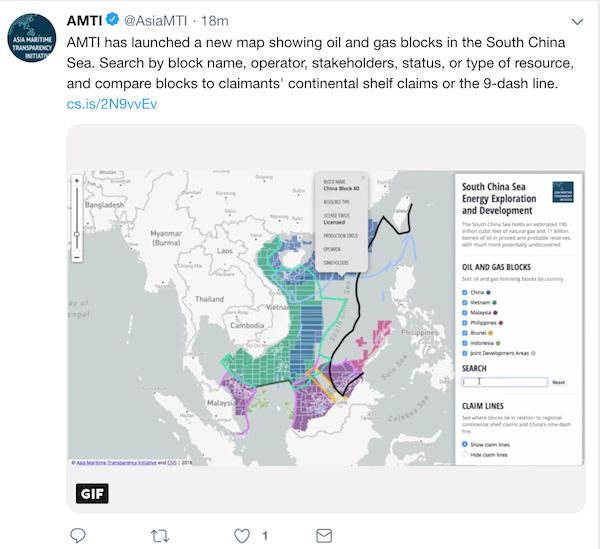 AMTI @AsiaMTI · 18m
ASIA MARITIME
TRANSPARENCY
INITIATIVE
AMTI has launched a new map showing oil and gas blocks in the South China
Sea. Search by block name, operator, stakeholders, status, or type of resource,
and compare blocks to claimants' continental shelf claims or the 9-dash line.
cs.is/2N9vvEv
+
−
Bhutan
Bangladesh
Guiyang
Kunming
Myanmar
(Burma)
Laos
Thailand
Vietnam
Cambodia
Malaysia
Philippines
Taiwan
Sulu Sea
Celebes Sea
BLOCK NAME
China Block 60
RESOURCE TYPE
LICENSE STATUS
Licensed
PRODUCTION STATUS
OPERATOR
STAKEHOLDERS
South China Sea
Energy Exploration
and Development
The South China Sea holds an estimated 190
trillion cubic feet of natural gas and 11 billion
barrels of oil in proved and probable reserves,
with much more potentially undiscovered.
OIL AND GAS BLOCKS
Sort oil and gas licensing blocks by country.
China
Vietnam
Malaysia
Philippines
Brunei
Indonesia
Joint Development Areas
SEARCH
Reset
CLAIM LINES
See where blocks lie in relation to regional
continental shelf claims and China's nine-dash
line.
Show claim lines
Hide claim lines
© Asia Maritime Transparency Initiative and CSIS | 2018
GIF
1